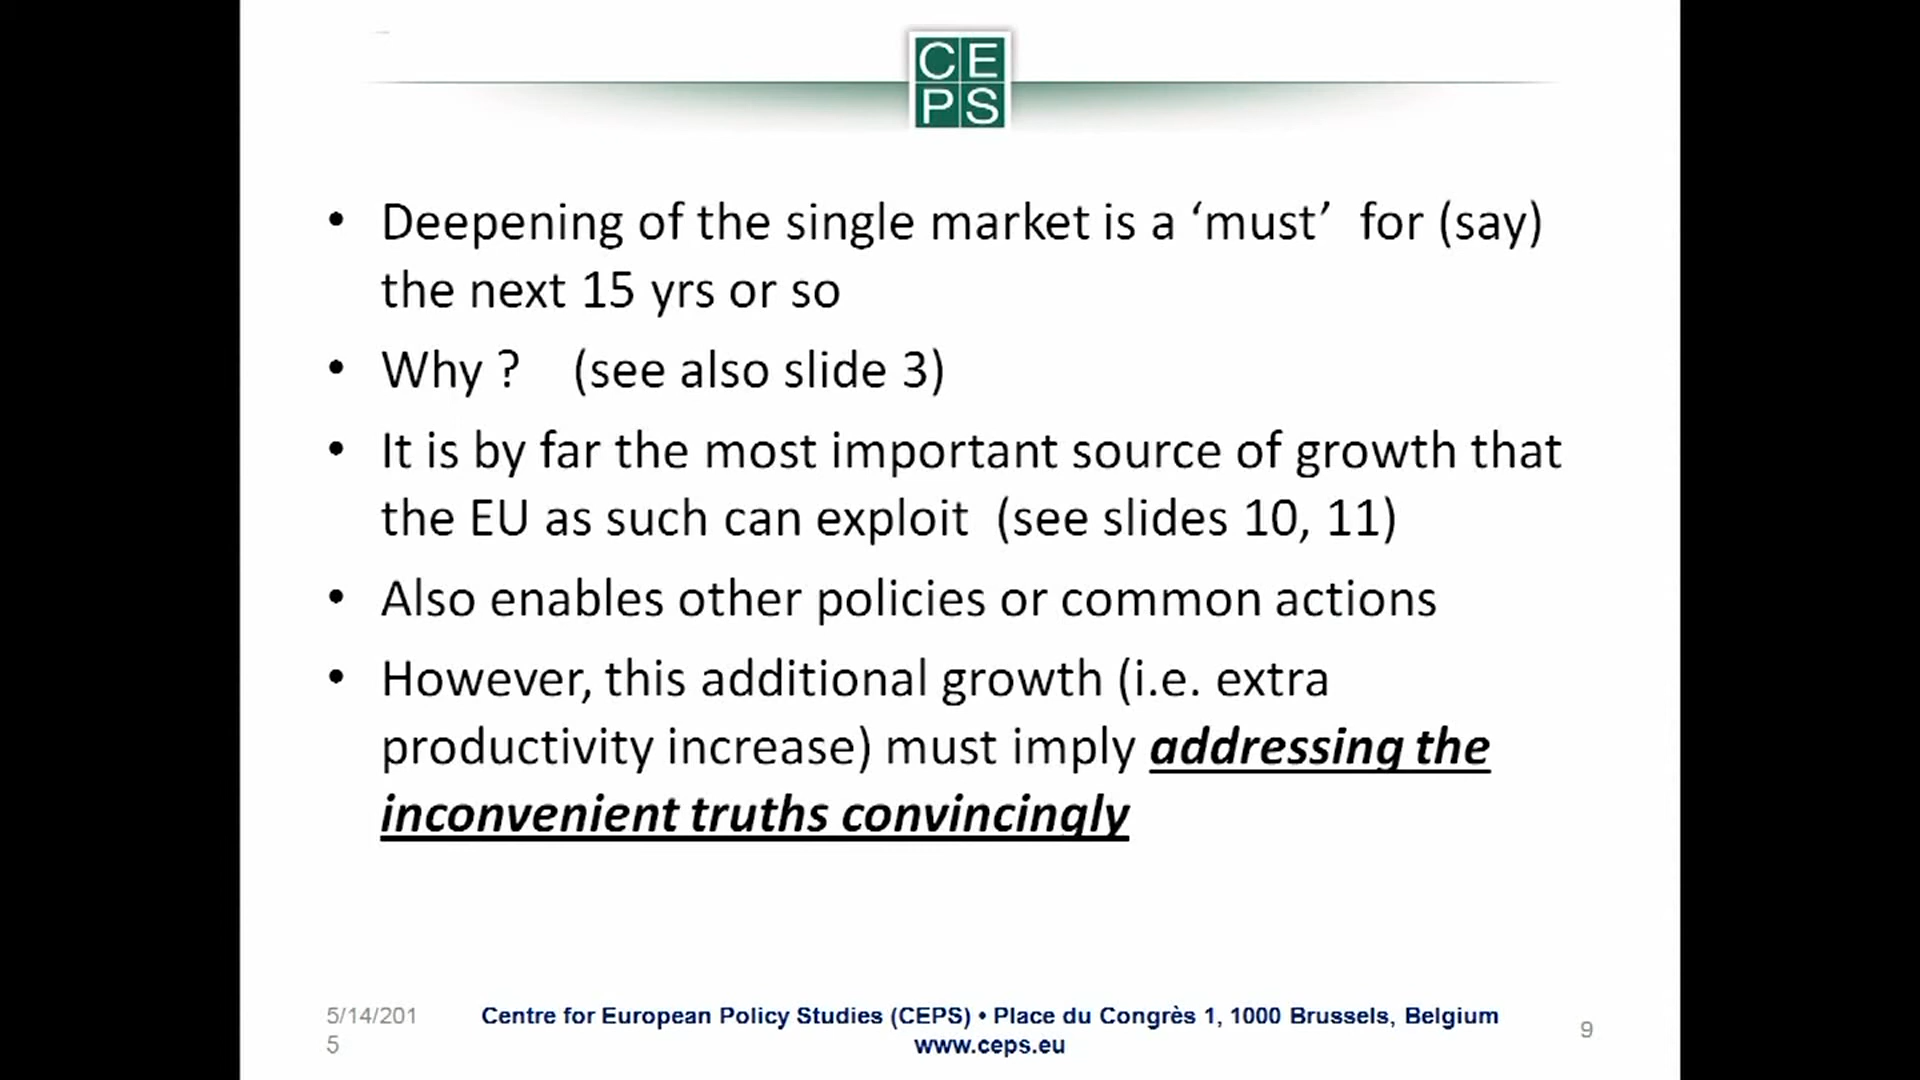 CE
PS
• Deepening of the single market is a ‘must’ for (say)
the next 15 yrs or so
• Why ? (see also slide 3)
• It is by far the most important source of growth that
the EU as such can exploit (see slides 10, 11)
• Also enables other policies or common actions
• However, this additional growth (i.e. extra
productivity increase) must imply addressing the
inconvenient truths convincingly
5/14/201
5
Centre for European Policy Studies (CEPS) • Place du Congrès 1, 1000 Brussels, Belgium
www.ceps.eu
9